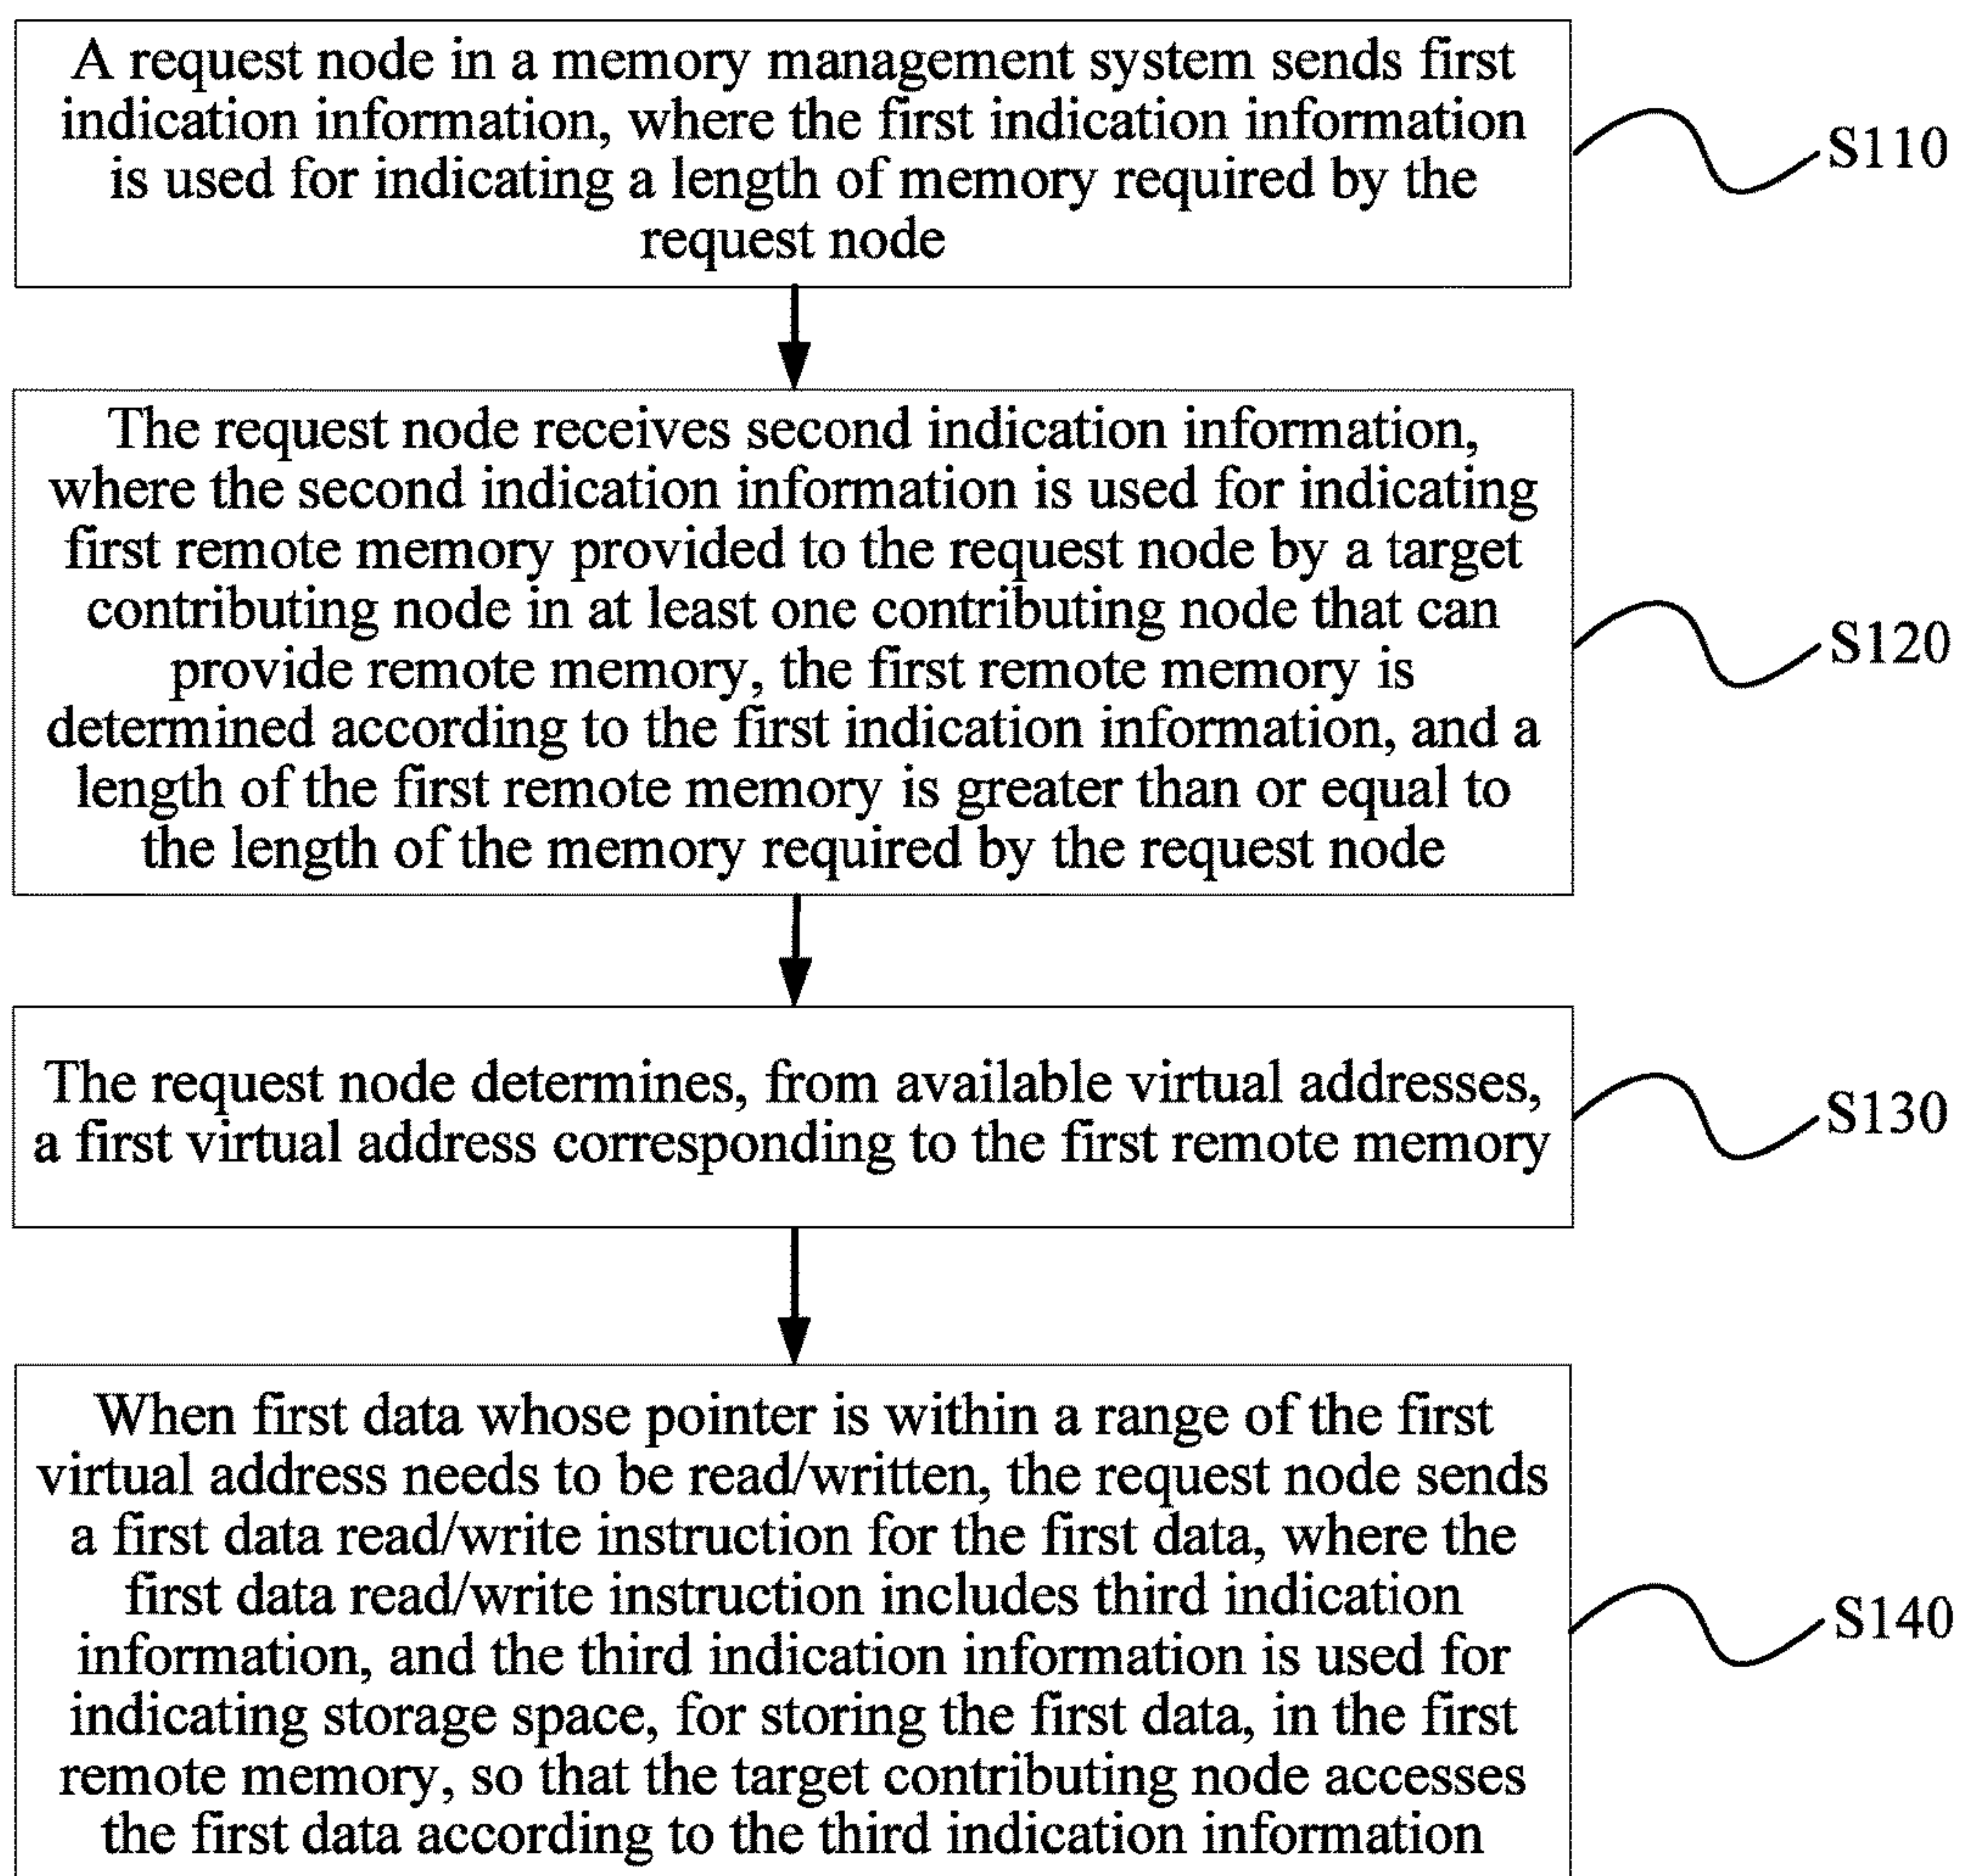 A request node in a memory management system sends first
indication information, where the first indication information
is used for indicating a length of memory required by the
request node
S110
The request node receives second indication information,
where the second indication information is used for indicating
first remote memory provided to the request node by a target
contributing node in at least one contributing node that can
provide remote memory, the first remote memory is
determined according to the first indication information, and a
length of the first remote memory is greater than or equal to
the length of the memory required by the request node
S120
The request node determines, from available virtual addresses,
a first virtual address corresponding to the first remote memory
S130
When first data whose pointer is within a range of the first
virtual address needs to be read/written, the request node sends
a first data read/write instruction for the first data, where the
first data read/write instruction includes third indication
information, and the third indication information is used for
indicating storage space, for storing the first data, in the first
remote memory, so that the target contributing node accesses
the first data according to the third indication information
S140